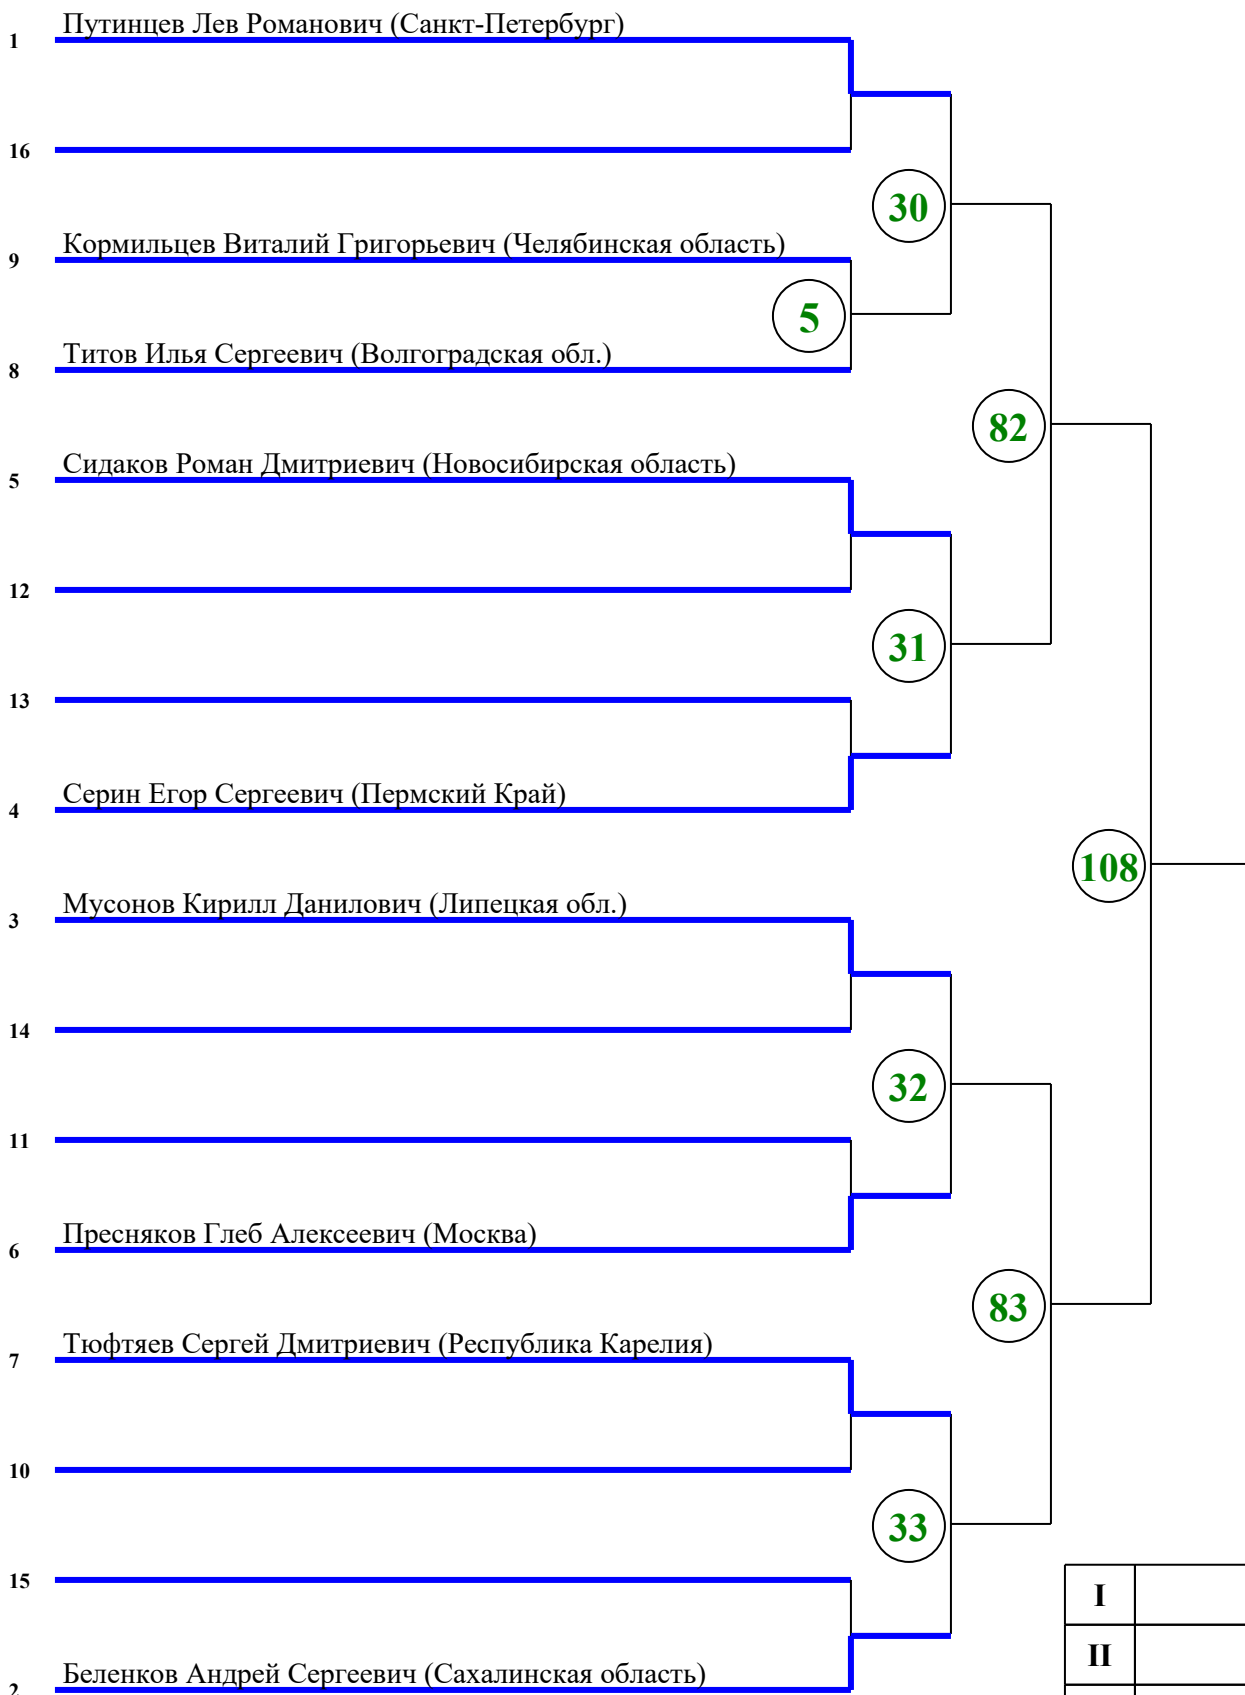 Путинцев Лев Романович (Санкт-Петербург)
1
16
30
Кормильцев Виталий Григорьевич (Челябинская область)
9
5
Титов Илья Сергеевич (Волгоградская обл.)
8
82
Сидаков Роман Дмитриевич (Новосибирская область)
5
12
31
13
Серин Егор Сергеевич (Пермский Край)
4
108
Мусонов Кирилл Данилович (Липецкая обл.)
3
14
32
11
Пресняков Глеб Алексеевич (Москва)
6
83
Тюфтяев Сергей Дмитриевич (Республика Карелия)
7
10
33
15
I
II
Беленков Андрей Сергеевич (Сахалинская область)
2